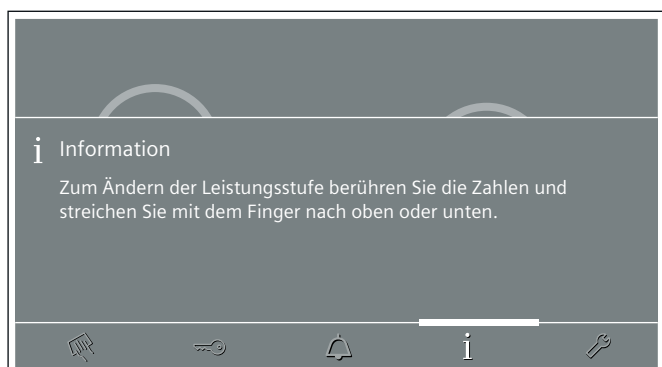 i Information
Zum Ändern der Leistungsstufe berühren Sie die Zahlen und
streichen Sie mit dem Finger nach oben oder unten.
i